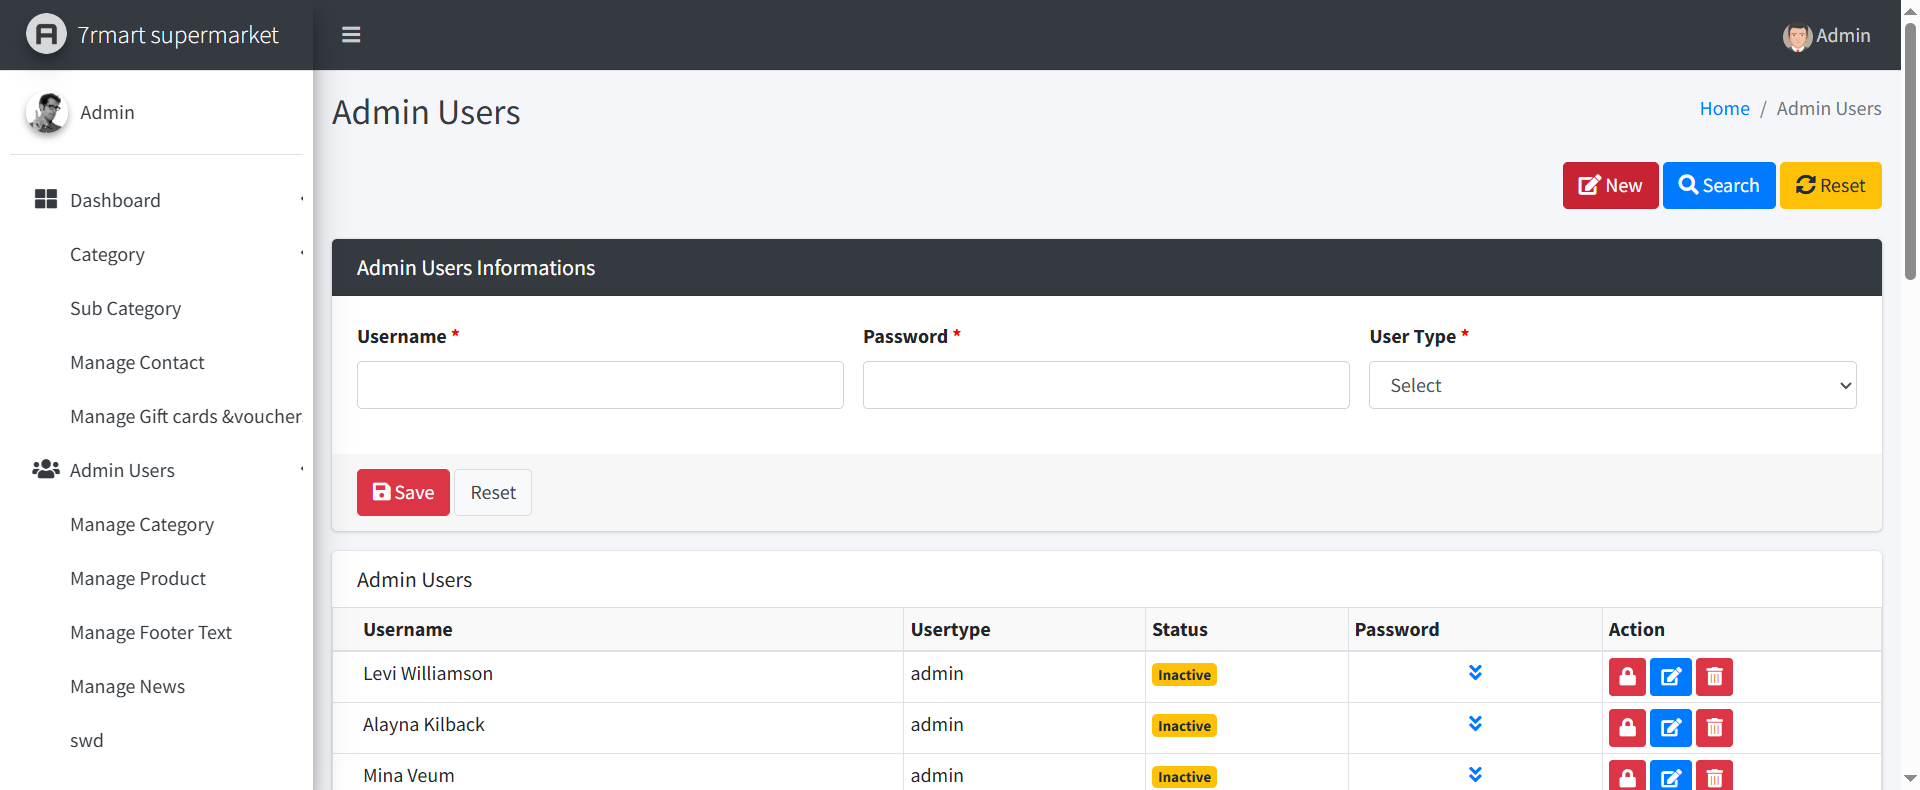 7rmart supermarket
Admin
Admin
Dashboard
Category
Sub Category
Manage Contact
Manage Gift cards &voucher
Admin Users
Manage Category
Manage Product
Manage Footer Text
Manage News
swd
Admin Users
Home / Admin Users
New Search Reset
Admin Users Informations
Username * Password * User Type *
Select
Save Reset
Admin Users
Username Usertype Status Password Action
Levi Williamson admin Inactive
Alayna Kilback admin Inactive
Mina Veum admin Inactive